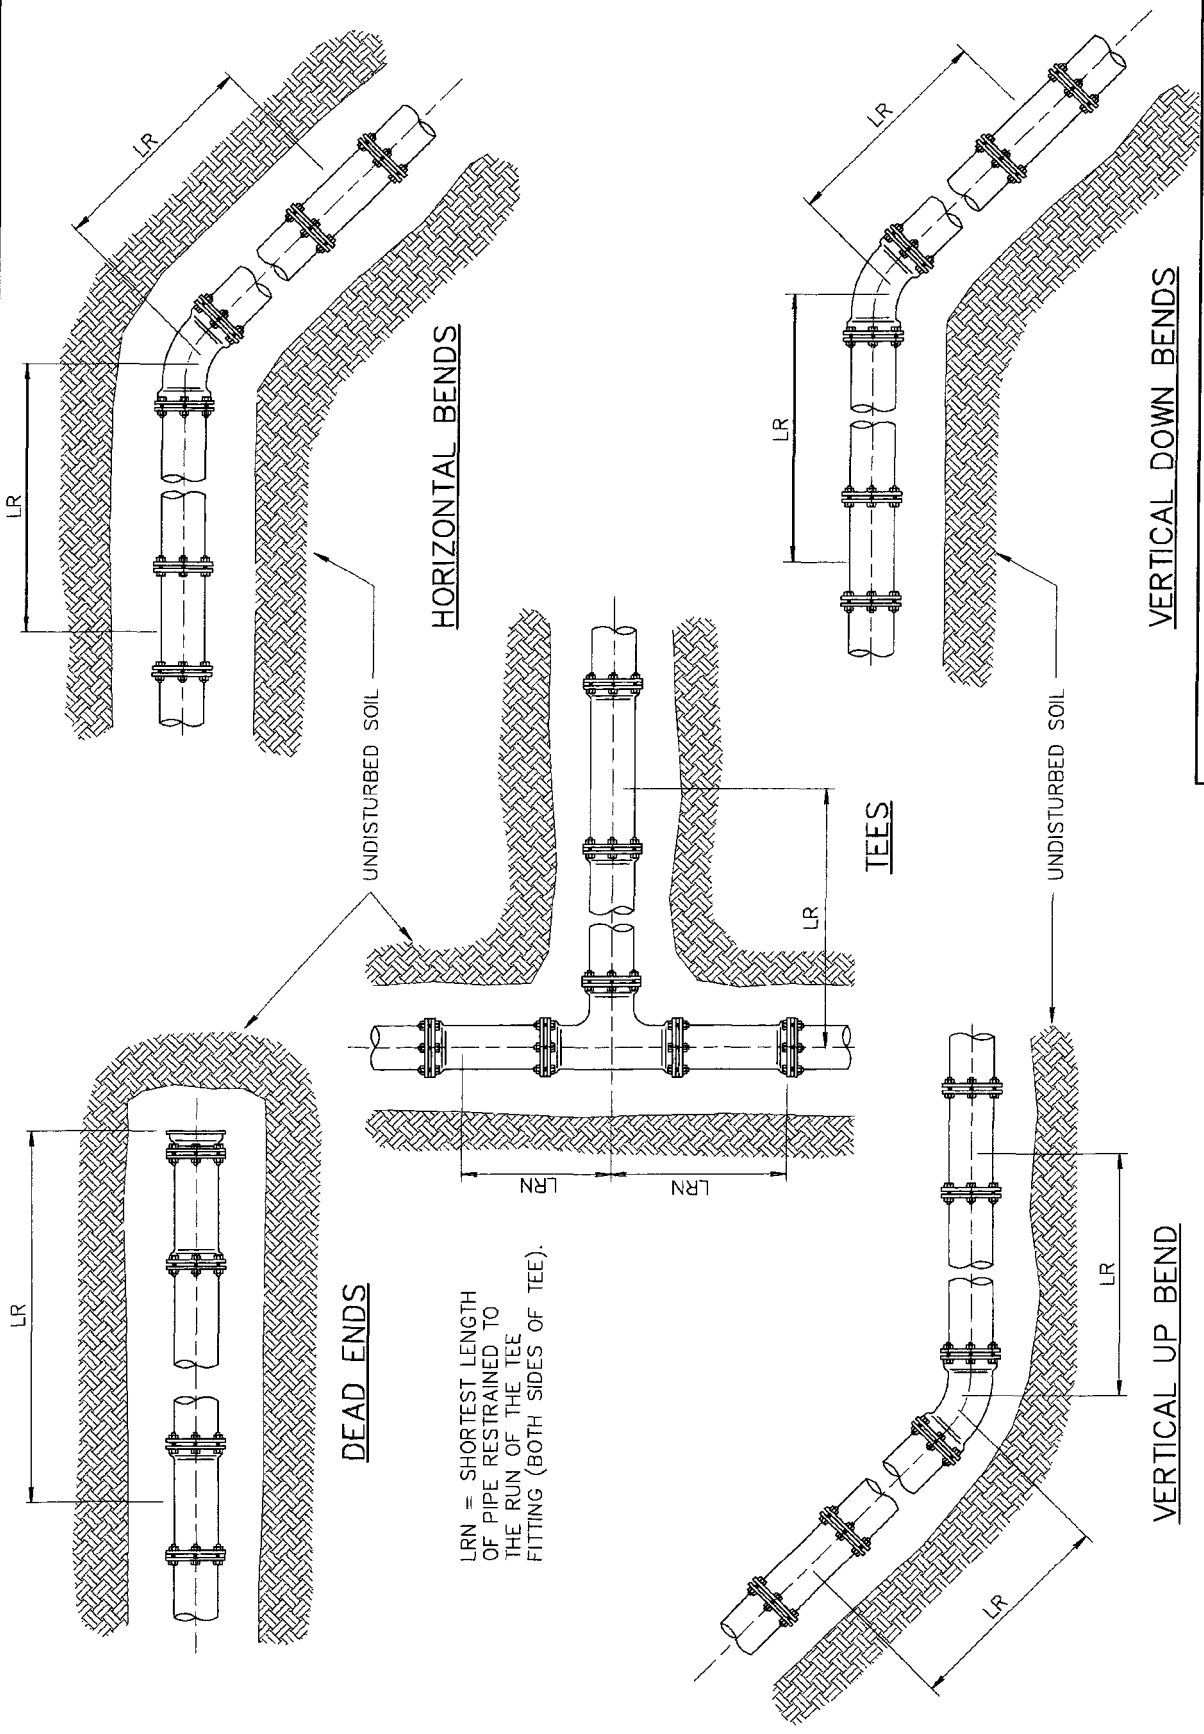 LR
DEAD ENDS
LRN = SHORTEST LENGTH
OF PIPE RESTRAINED TO
THE RUN OF THE TEE
FITTING (BOTH SIDES OF TEE).
UNDISTURBED SOIL
LR
LR
HORIZONTAL BENDS
LRN
LRN
LR
TEES
LR
LR
VERTICAL UP BEND
UNDISTURBED SOIL
LR
LR
VERTICAL DOWN BENDS